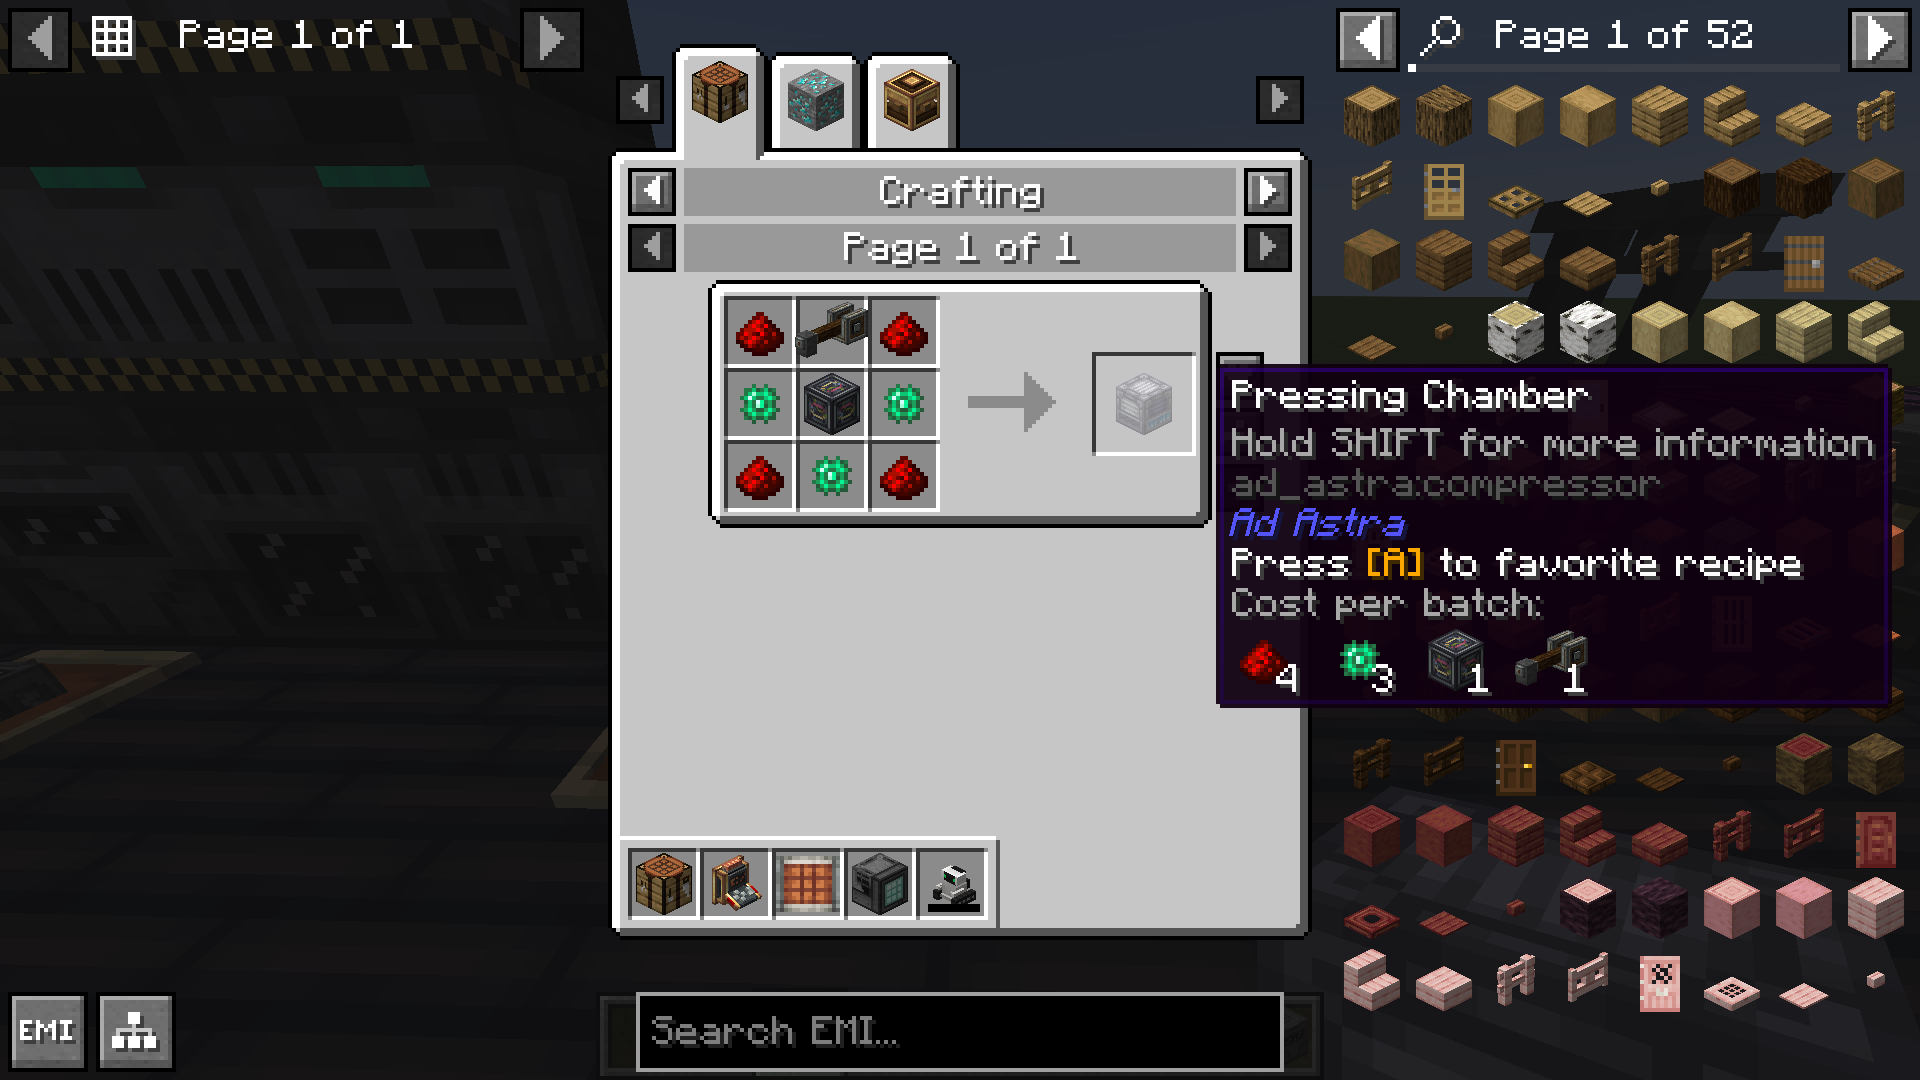 Page 1 of 1
Page 1 of 52
Crafting
Page 1 of 1
Pressing Chamber
Hold SHIFT for more information
ad_astra:compressor
Ad Astra
Press [A] to favorite recipe
Cost per batch:
4 3 1 1
EMI
Search EMI...